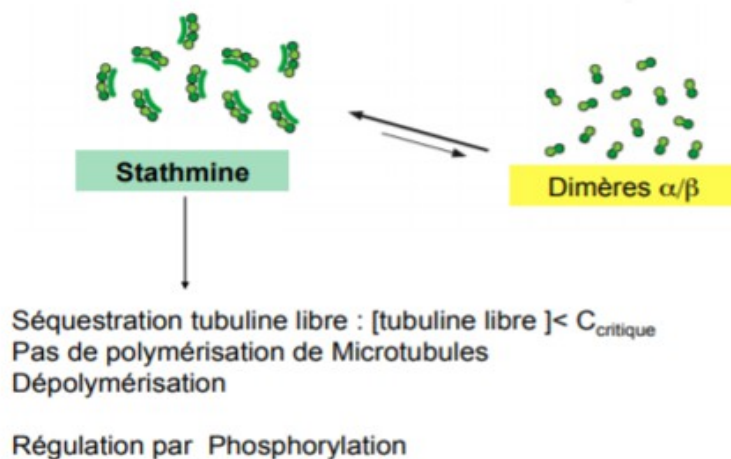 Stathmine
Dimères α/β
Séquestration tubuline libre : [tubuline libre ]< Ccritique
Pas de polymérisation de Microtubules
Dépolymérisation
Régulation par Phosphorylation